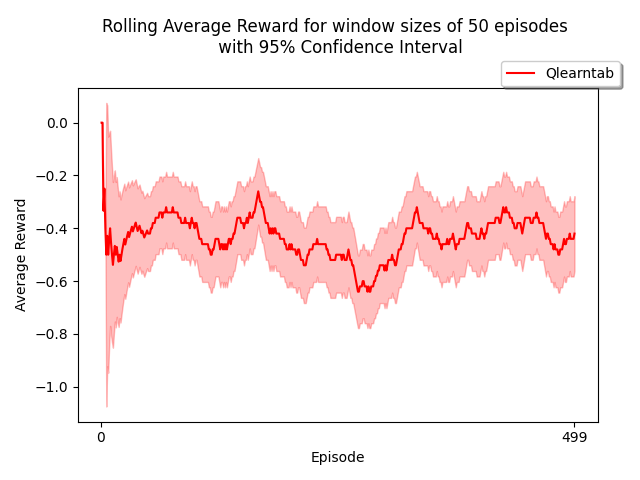 Rolling Average Reward for window sizes of 50 episodes
with 95% Confidence Interval
Qlearntab
0.0
−0.2
−0.4
−0.6
−0.8
−1.0
Average Reward
0 499
Episode